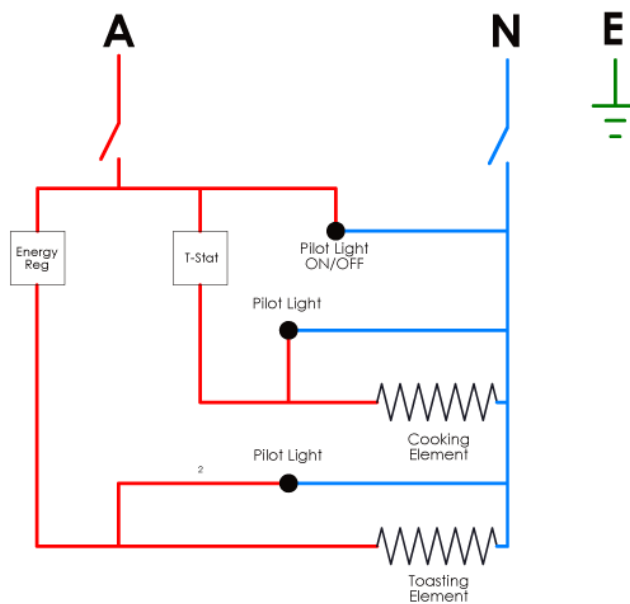 A
N
E
Energy
Reg
T-Stat
Pilot Light
ON/OFF
Pilot Light
Cooking
Element
2
Pilot Light
Toasting
Element